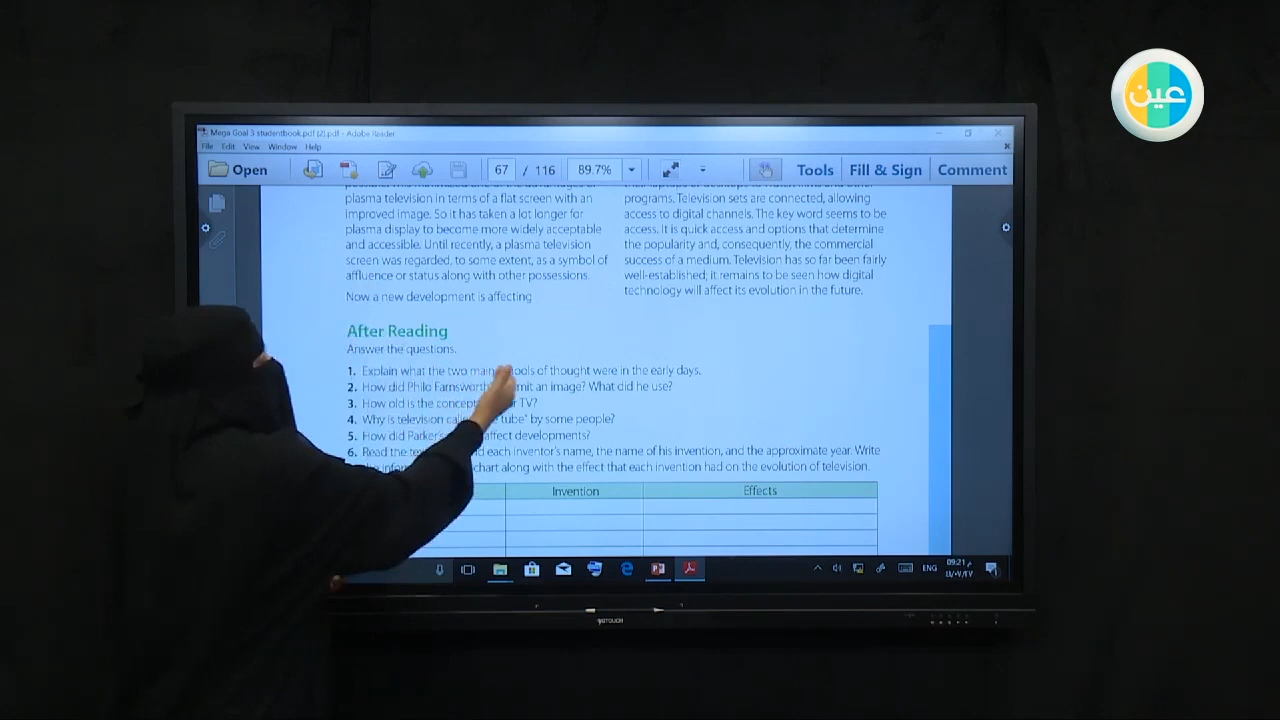 عين
Mega Goal 3 studentbook.pdf (2).pdf - Adobe Reader
File Edit View Window Help
Open 67 / 116 89.7% Tools Fill & Sign Comment
plasma television in terms of a flat screen with an
improved image. So it has taken a lot longer for
plasma display to become more widely acceptable
and accessible. Until recently, a plasma television
screen was regarded, to some extent, as a symbol of
affluence or status along with other possessions.
Now a new development is affecting
programs. Television sets are connected, allowing
access to digital channels. The key word seems to be
access. It is quick access and options that determine
the popularity and, consequently, the commercial
success of a medium. Television has so far been fairly
well-established; it remains to be seen how digital
technology will affect its evolution in the future.
After Reading
Answer the questions.
1. Explain what the two main ools of thought were in the early days.
2. How did Philo Farnsworth mit an image? What did he use?
3. How old is the concept r TV?
4. Why is television calle e tube" by some people?
5. How did Parker's affect developments?
6. Read the tex d each inventor's name, the name of his invention, and the approximate year. Write
chart along with the effect that each invention had on the evolution of television.
Invention Effects
ENG
09:21 م
TOUCH